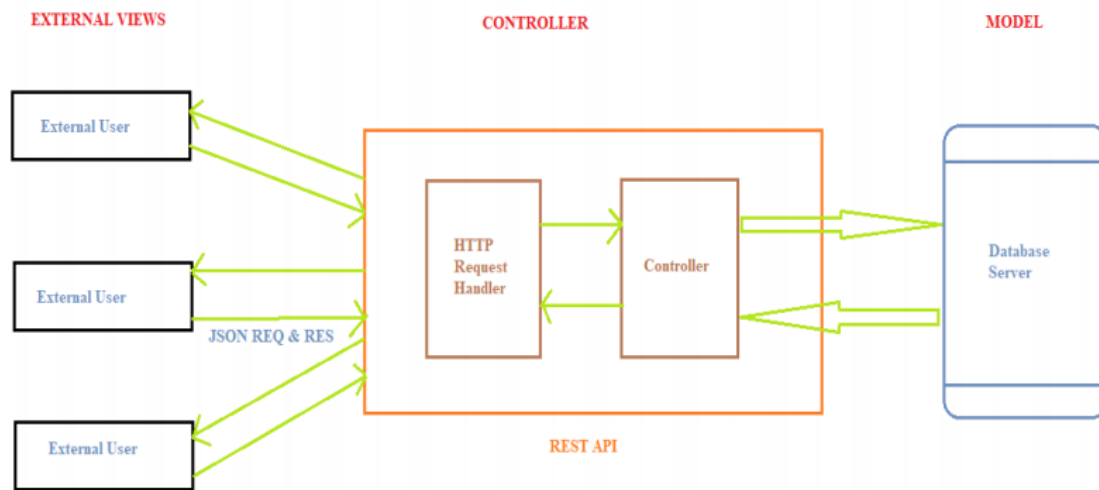 EXTERNAL VIEWS
CONTROLLER
MODEL
External User
External User
JSON REQ & RES
External User
HTTP
Request
Handler
Controller
Database
Server
REST API